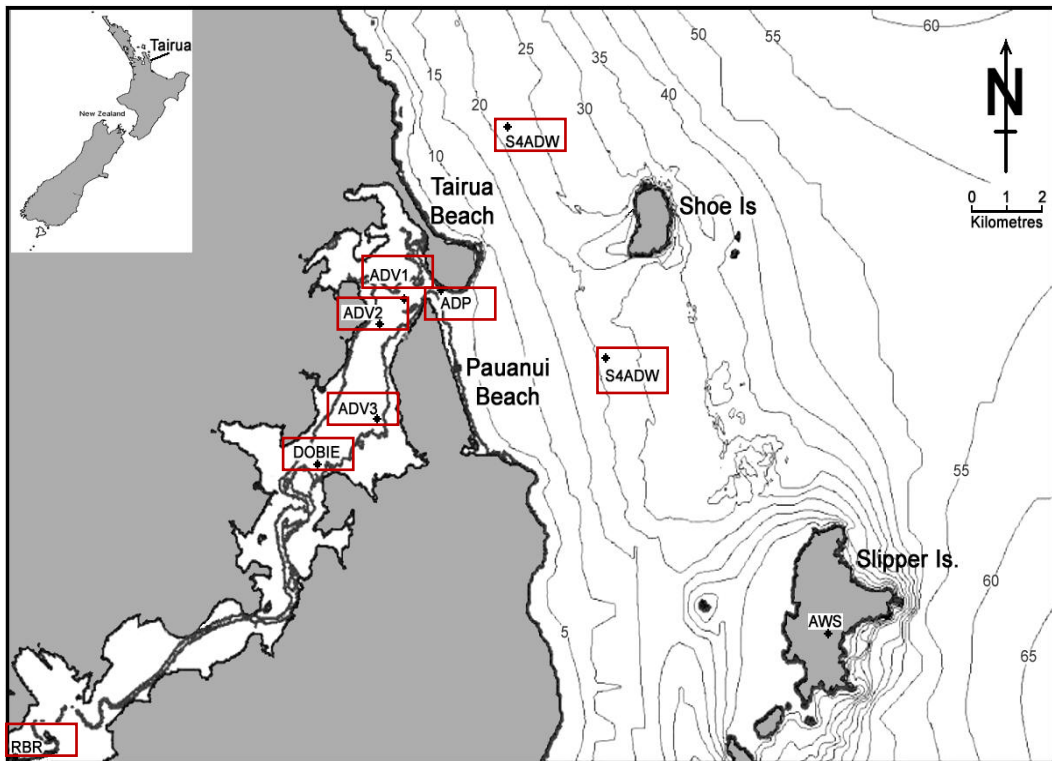 Tairua
New Zealand
5
15
20
25
30
35
50
55
40
60
10
N
0 1 2
Kilometres
S4ADW
Tairua
Beach
Shoe Is
ADV1
ADP
ADV2
Pauanui
Beach
S4ADW
ADV3
DOBIE
55
Slipper Is.
60
AWS
5
65
RBR